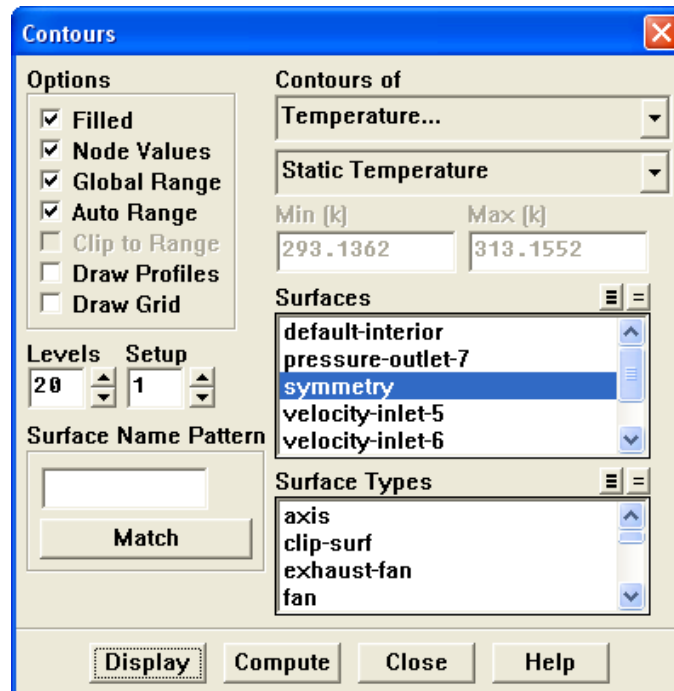 Contours
Options
Filled
Node Values
Global Range
Auto Range
Clip to Range
Draw Profiles
Draw Grid
Levels Setup
20 1
Surface Name Pattern
Match
Contours of
Temperature...
Static Temperature
Min (k) Max (k)
293.1362 313.1552
Surfaces
default-interior
pressure-outlet-7
symmetry
velocity-inlet-5
velocity-inlet-6
Surface Types
axis
clip-surf
exhaust-fan
fan
Display Compute Close Help